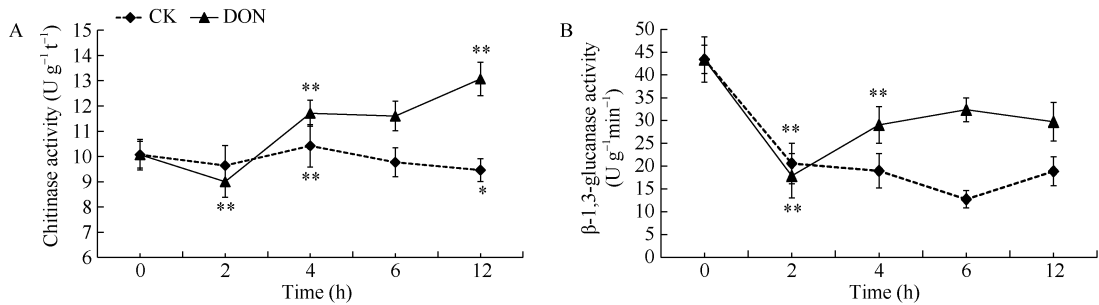 A
CK DON
Chitinase activity (U g⁻¹ t⁻¹)
15
14
13
12
11
10
9
8
7
6
**
**
**
**
*
0 2 4 6 12
Time (h)
B
β-1,3-glucanase activity
(U g⁻¹min⁻¹)
50
45
40
35
30
25
20
15
10
5
0
**
**
**
0 2 4 6 12
Time (h)